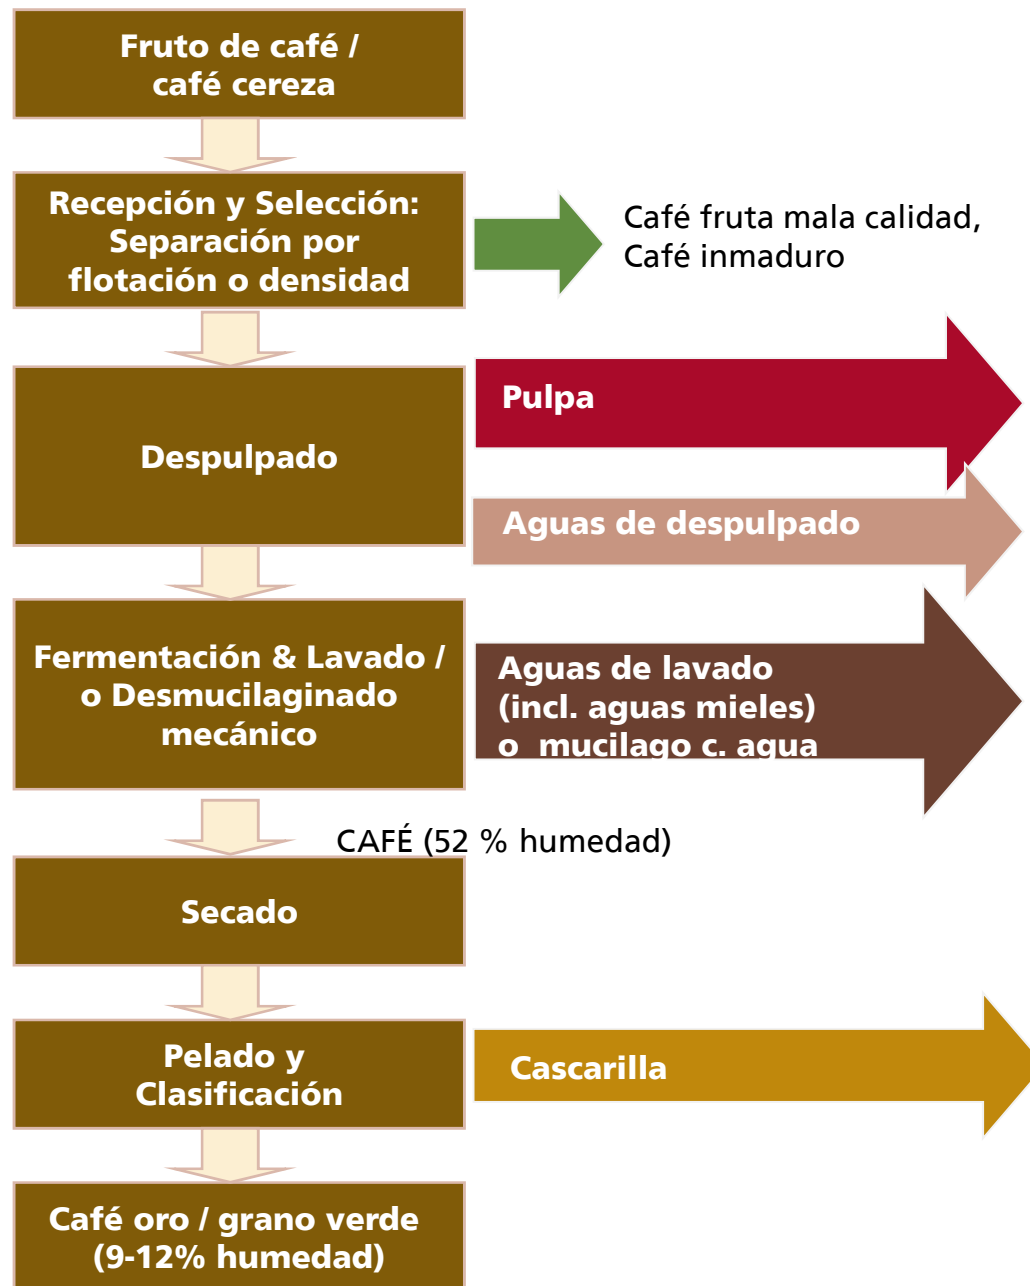 Fruto de café /
café cereza
Recepción y Selección:
Separación por
flotación o densidad
Café fruta mala calidad,
Café inmaduro
Despulpado
Pulpa
Aguas de despulpado
Fermentación & Lavado /
o Desmucilaginado
mecánico
Aguas de lavado
(incl. aguas mieles)
o mucilago c. agua
CAFÉ (52 % humedad)
Secado
Pelado y
Clasificación
Cascarilla
Café oro / grano verde
(9-12% humedad)